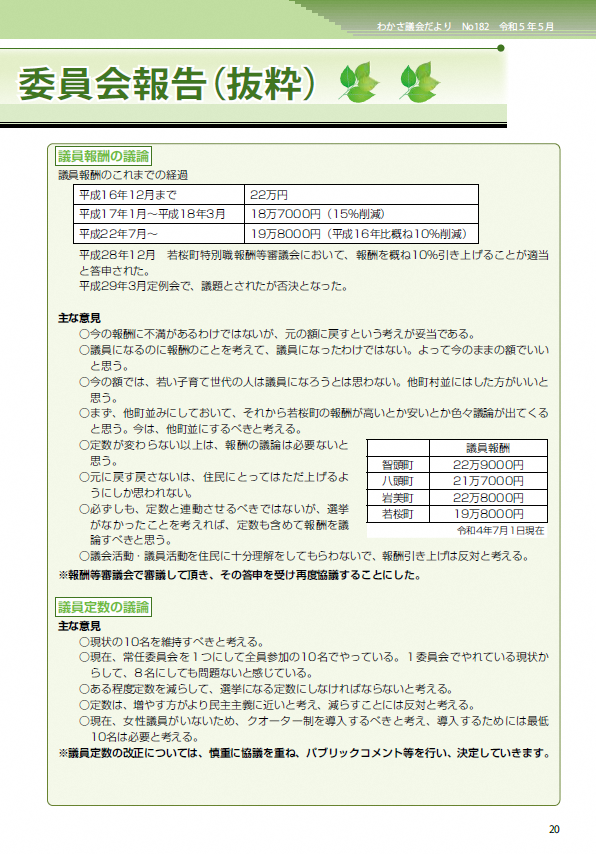 わかさ議会だより　No182　令和5年5月
委員会報告（抜粋）
議員報酬の議論
議員報酬のこれまでの経過
平成16年12月まで　22万円
平成17年1月～平成18年3月　18万7000円（15％削減）
平成22年7月～　19万8000円（平成16年比概ね10％削減）
平成28年12月　若桜町特別職報酬等審議会において、報酬を概ね10％引き上げることが適当
と答申された。
平成29年3月定例会で、議題とされたが否決となった。
主な意見
○今の報酬に不満があるわけではないが、元の額に戻すという考えが妥当である。
○議員になるのに報酬のことを考えて、議員になったわけではない。よって今のままの額でいい
と思う。
○今の額では、若い子育て世代の人は議員になろうとは思わない。他町村並にはした方がいいと
思う。
○まず、他町並みにしておいて、それから若桜町の報酬が高いとか安いとか色々議論が出てくる
と思う。今は、他町並にするべきと考える。
○定数が変わらない以上は、報酬の議論は必要ないと
思う。
○元に戻す戻さないは、住民にとってはただ上げるよ
うにしか思われない。
○必ずしも、定数と連動させるべきではないが、選挙
がなかったことを考えれば、定数も含めて報酬を議
論すべきと思う。
議員報酬
智頭町　22万9000円
八頭町　21万7000円
岩美町　22万8000円
若桜町　19万8000円
令和4年7月1日現在
○議会活動・議員活動を住民に十分理解をしてもらわないで、報酬引き上げは反対と考える。
※報酬等審議会で審議して頂き、その答申を受け再度協議することにした。
議員定数の議論
主な意見
○現状の10名を維持すべきと考える。
○現在、常任委員会を1つにして全員参加の10名でやっている。1委員会でやれている現状か
らして、8名にしても問題ないと感じている。
○ある程度定数を減らして、選挙になる定数にしなければならないと考える。
○定数は、増やす方がより民主主義に近いと考え、減らすことには反対と考える。
○現在、女性議員がいないため、クオーター制を導入するべきと考え、導入するためには最低
10名は必要と考える。
※議員定数の改正については、慎重に協議を重ね、パブリックコメント等を行い、決定していきます。
20